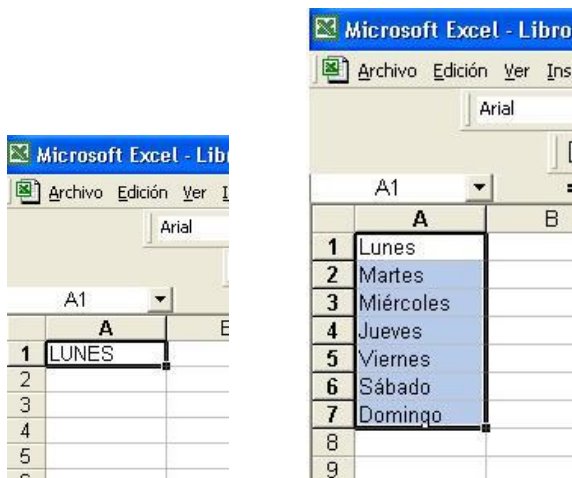 Microsoft Excel - Lib
Archivo Edición Ver
Arial
A1
A
1 LUNES
2
3
4
5
Microsoft Excel - Libro
Archivo Edición Ver Ins
Arial
A1 =
A B
1 Lunes
2 Martes
3 Miércoles
4 Jueves
5 Viernes
6 Sábado
7 Domingo
8
9